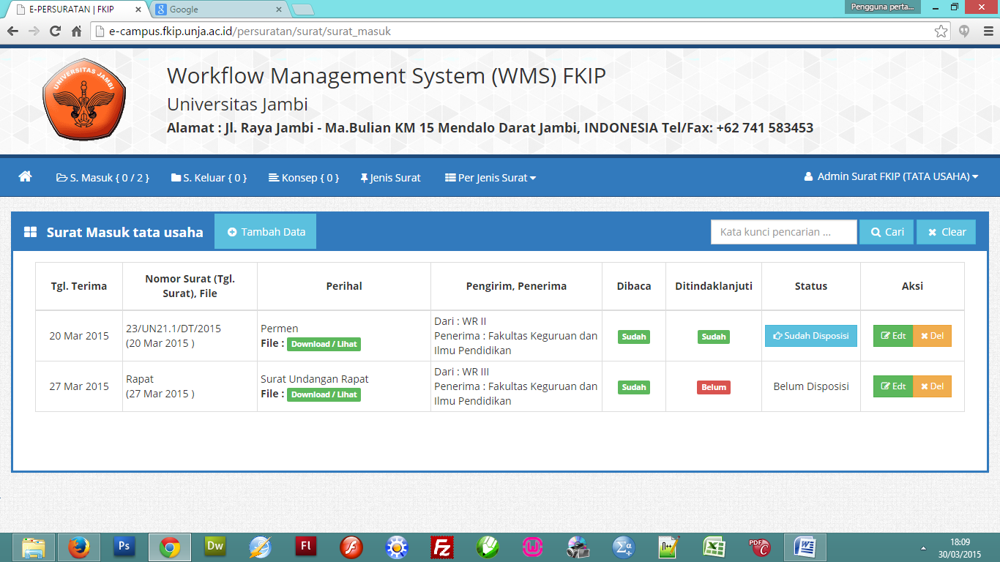 E-PERSURATAN | FKIP
Google
Pengguna perta...
e-campus.fkip.unja.ac.id/persuratan/surat/surat_masuk
UNIVERSITAS JAMBI
Workflow Management System (WMS) FKIP
Universitas Jambi
Alamat : Jl. Raya Jambi - Ma.Bulian KM 15 Mendalo Darat Jambi, INDONESIA Tel/Fax: +62 741 583453
S. Masuk { 0 / 2 } S. Keluar { 0 } Konsep { 0 } Jenis Surat Per Jenis Surat Admin Surat FKIP (TATA USAHA)
Surat Masuk tata usaha Tambah Data Kata kunci pencarian ... Cari Clear
Tgl. Terima
Nomor Surat (Tgl.
Surat), File
Perihal
Pengirim, Penerima
Dibaca
Ditindaklanjuti
Status
Aksi
20 Mar 2015
23/UN21.1/DT/2015
(20 Mar 2015 )
Permen
File : Download / Lihat
Dari : WR II
Penerima : Fakultas Keguruan dan
Ilmu Pendidikan
Sudah
Sudah
Sudah Disposisi
Edt Del
27 Mar 2015
Rapat
(27 Mar 2015 )
Surat Undangan Rapat
File : Download / Lihat
Dari : WR III
Penerima : Fakultas Keguruan dan
Ilmu Pendidikan
Sudah
Belum
Belum Disposisi
Edt Del
Ps
Dw
Fl
Fz
PDF
18:09
30/03/2015